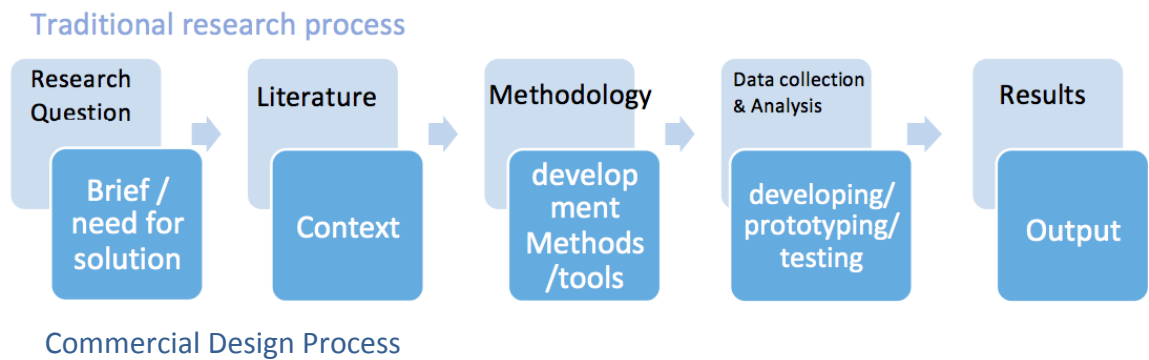 Traditional research process
Research
Question
Brief /
need for
solution
Literature
Context
Methodology
develop
ment
Methods
/tools
Data collection
& Analysis
developing/
prototyping/
testing
Results
Output
Commercial Design Process